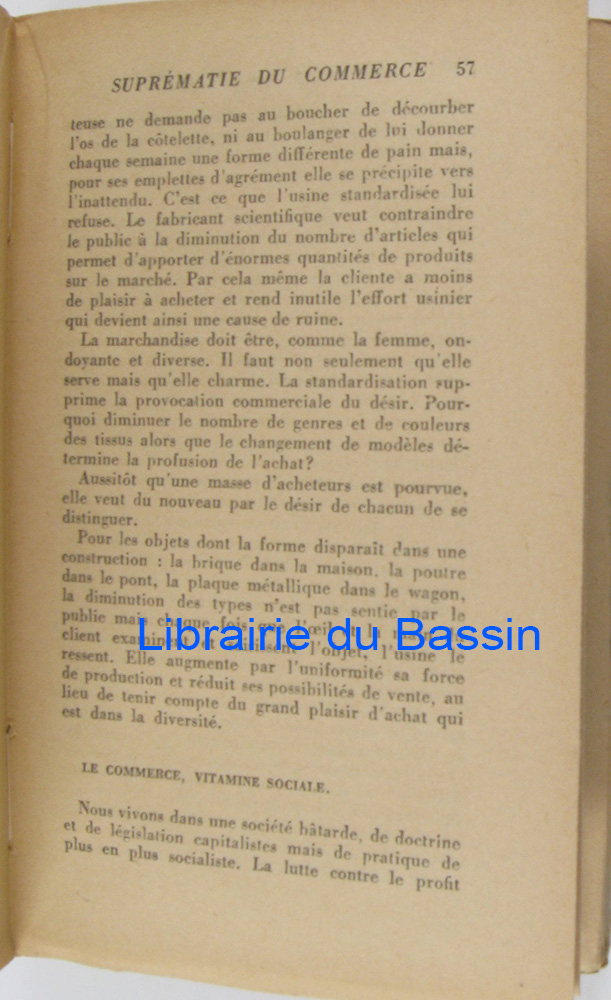 SUPRÉMATIE DU COMMERCE 57
teuse ne demande pas au boucher de décourber
l'os de la côtelette, ni au boulanger de lui donner
chaque semaine une forme différente de pain mais,
pour ses emplettes d'agrément elle se précipite vers
l'inattendu. C'est ce que l'usine standardisée lui
refuse. Le fabricant scientifique veut contraindre
le public à la diminution du nombre d'articles qui
permet d'apporter d'énormes quantités de produits
sur le marché. Par cela même la cliente a moins
de plaisir à acheter et rend inutile l'effort usinier
qui devient ainsi une cause de ruine.
La marchandise doit être, comme la femme, on-
doyante et diverse. Il faut non seulement qu'elle
serve mais qu'elle charme. La standardisation sup-
prime la provocation commerciale du désir. Pour-
quoi diminuer le nombre de genres et de couleurs
des tissus alors que le changement de modèles dé-
termine la profusion de l'achat?
Aussitôt qu'une masse d'acheteurs est pourvue,
elle veut du nouveau par le désir de chacun de se
distinguer.
Pour les objets dont la forme disparaît dans une
construction : la brique dans la maison, la poutre
dans le pont, la plaque métallique dans le wagon,
la diminution des types n'est pas sentie par le
public mais chaque fois que l'œil et la
client l'objet, l'usine le
ressent. Elle augmente par l'uniformité sa force
de production et réduit ses possibilités de vente, au
lieu de tenir compte du grand plaisir d'achat qui
est dans la diversité.
LE COMMERCE, VITAMINE SOCIALE.
Nous vivons dans une société bâtarde, de doctrine
et de législation capitalistes mais de pratique de
plus en plus socialiste. La lutte contre le profit
Librairie du Bassin